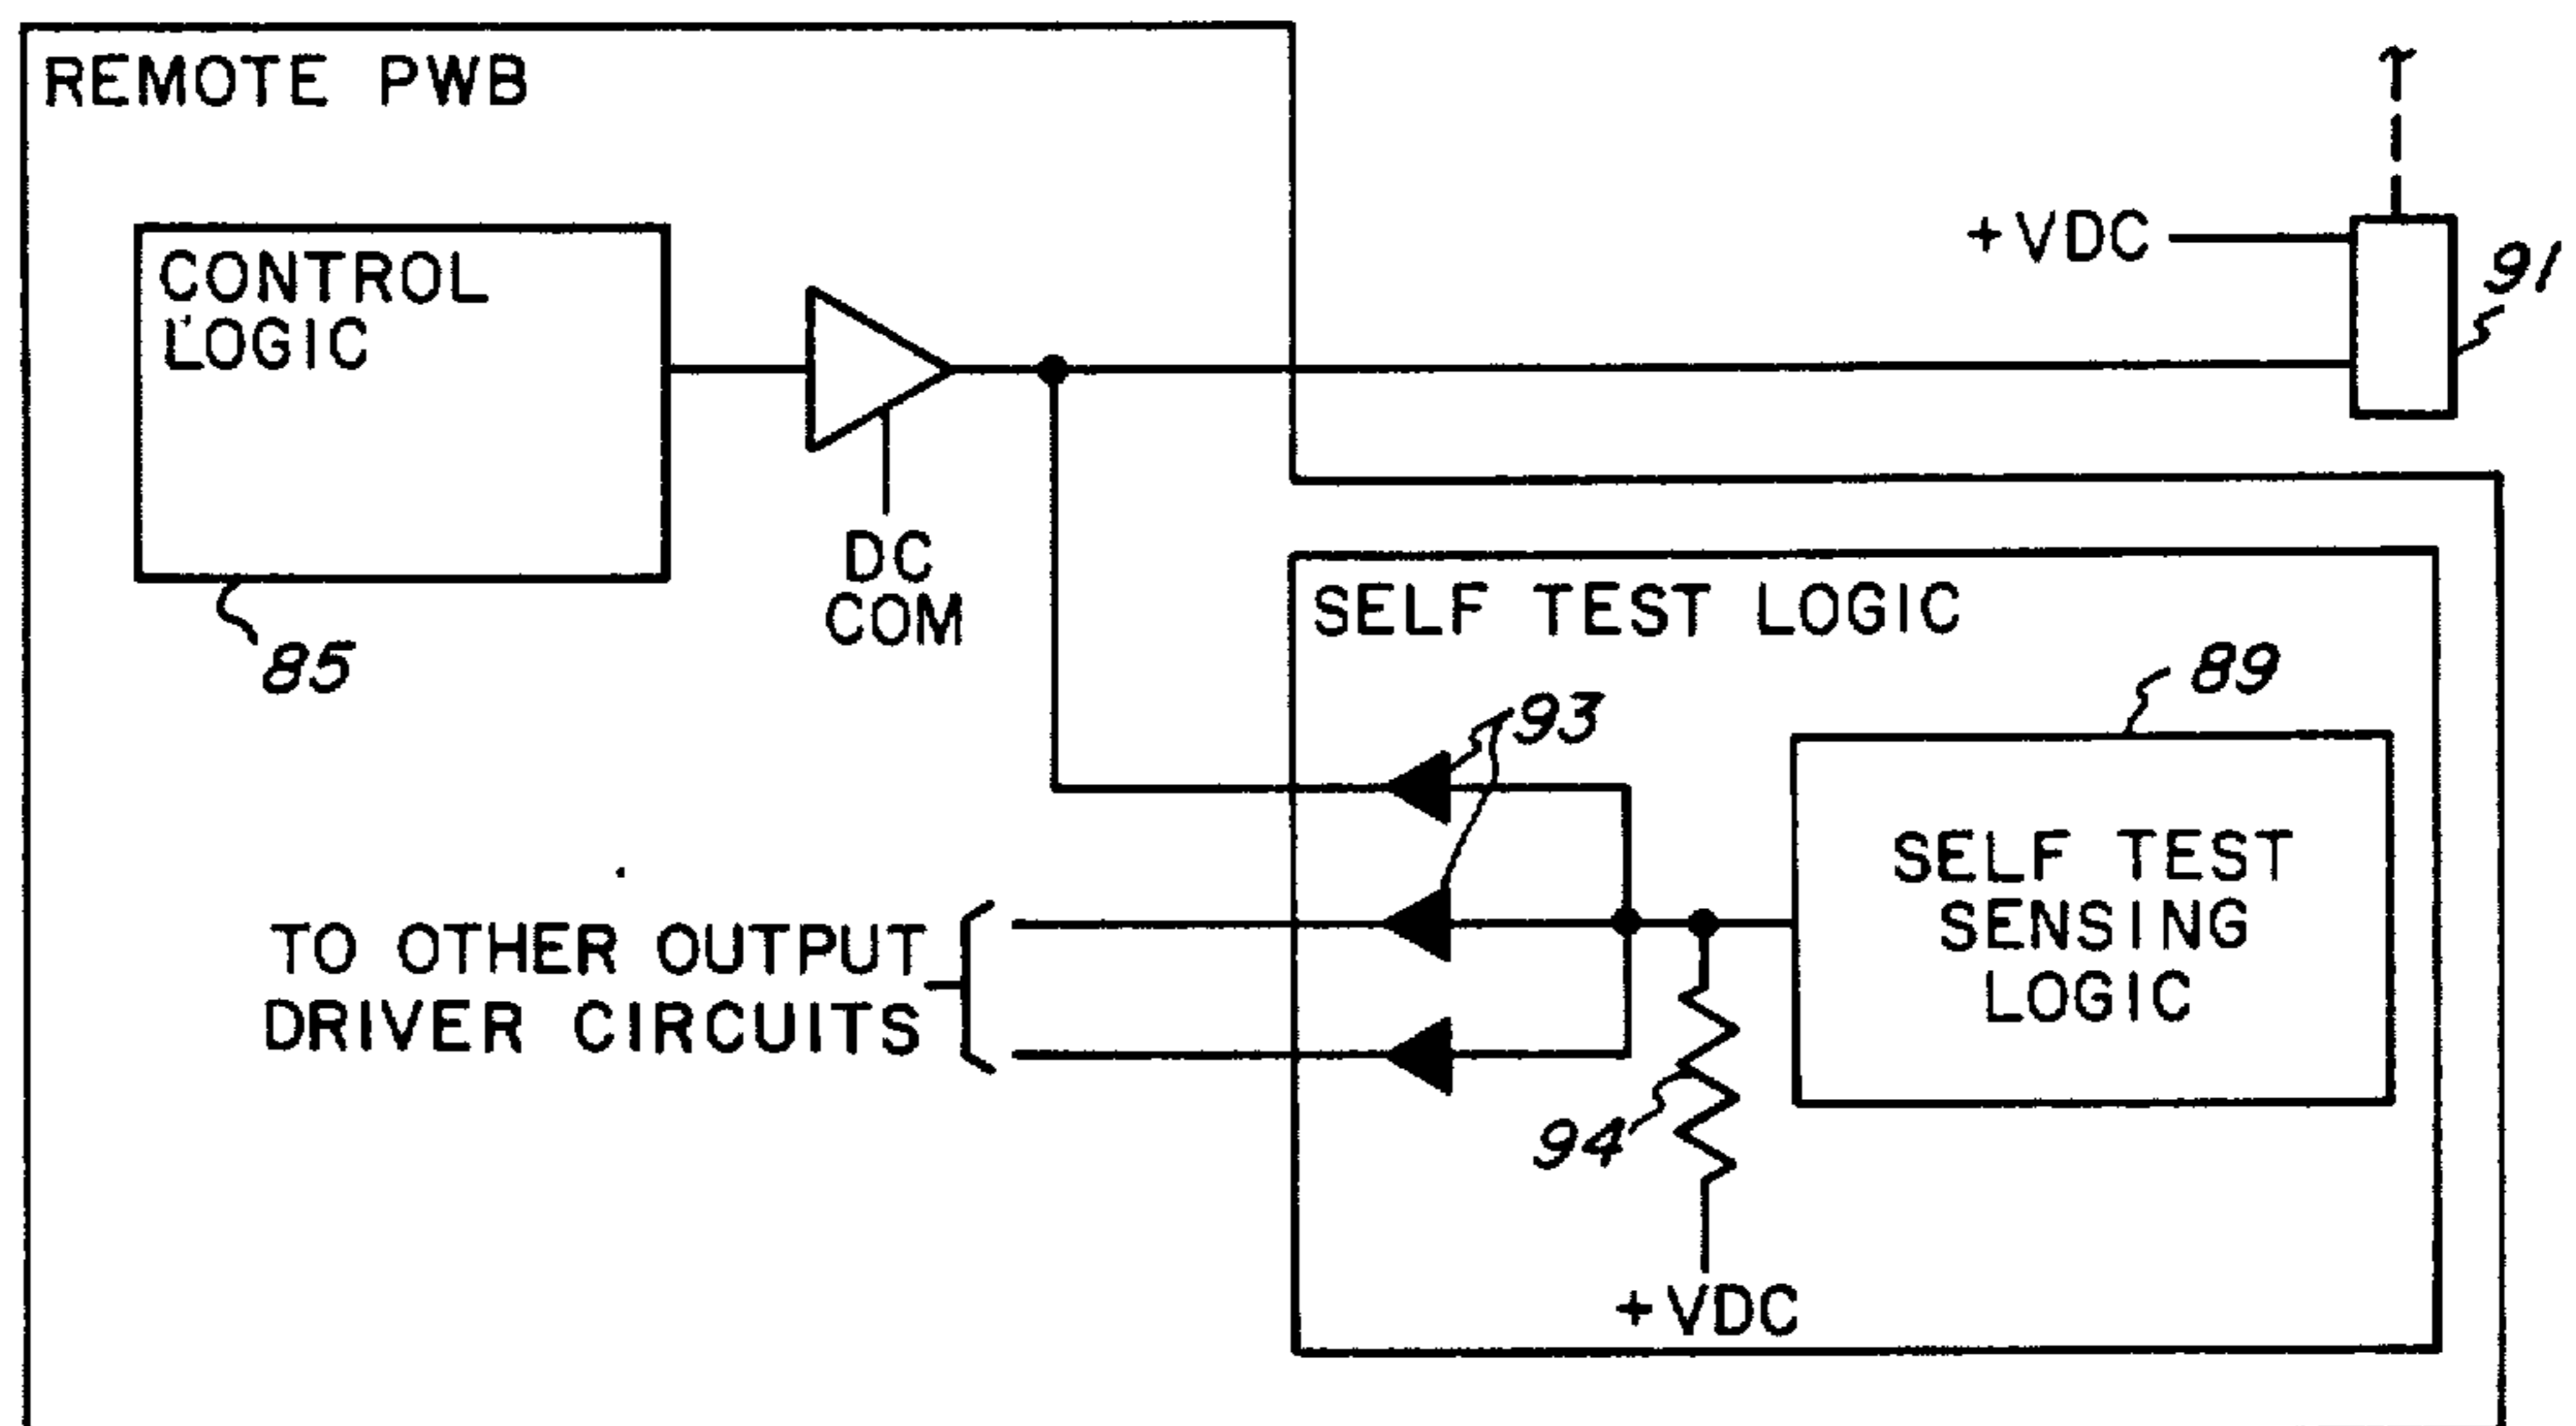 REMOTE PWB
+VDC
91
CONTROL
LOGIC
85
DC
COM
SELF TEST LOGIC
93
89
SELF TEST
SENSING
LOGIC
TO OTHER OUTPUT
DRIVER CIRCUITS
94
+VDC